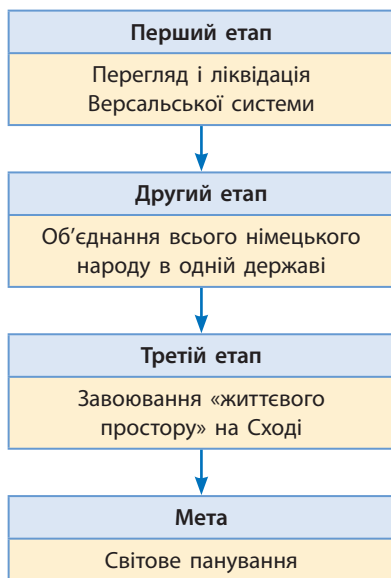 Перший етап
Перегляд і ліквідація
Версальської системи
Другий етап
Об’єднання всього німецького
народу в одній державі
Третій етап
Завоювання «життєвого
простору» на Сході
Мета
Світове панування